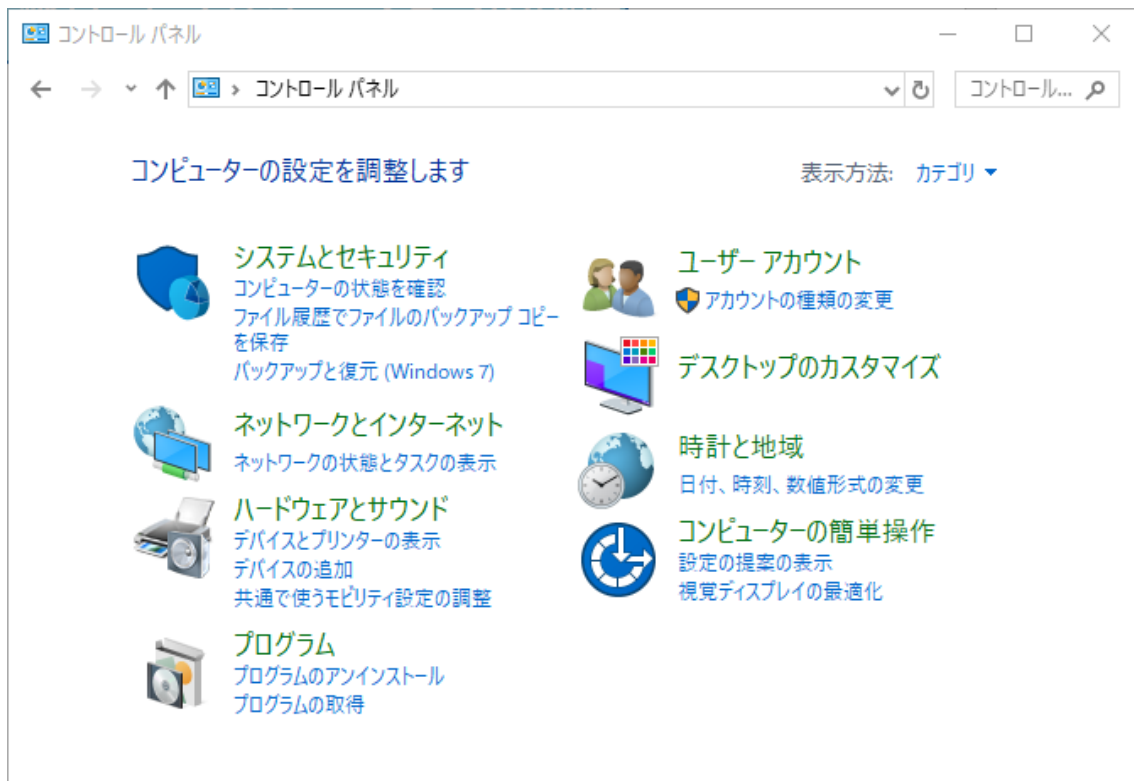 コントロール パネル
コントロール パネル
コントロール...
コンピューターの設定を調整します
表示方法:
カテゴリ
システムとセキュリティ
コンピューターの状態を確認
ファイル履歴でファイルのバックアップ コピー
を保存
バックアップと復元 (Windows 7)
ネットワークとインターネット
ネットワークの状態とタスクの表示
ハードウェアとサウンド
デバイスとプリンターの表示
デバイスの追加
共通で使うモビリティ設定の調整
プログラム
プログラムのアンインストール
プログラムの取得
ユーザー アカウント
アカウントの種類の変更
デスクトップのカスタマイズ
時計と地域
日付、時刻、数値形式の変更
コンピューターの簡単操作
設定の提案の表示
視覚ディスプレイの最適化